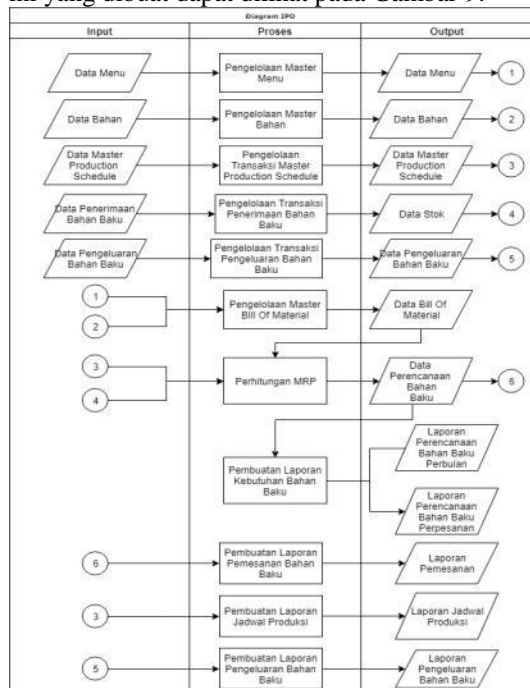 ini yang dibuat dapat dilihat pada Gambar 9.
Diagram IPO
Input
Proses
Output
Data Menu
Pengelolaan Master
Menu
Data Menu
1
Data Bahan
Pengelolaan Master
Bahan
Data Bahan
2
Data Master
Production
Schedule
Pengelolaan
Transaksi Master
Production Schedule
Data Master
Production
Schedule
3
Data Penerimaan
Bahan Baku
Pengelolaan Transaksi
Penerimaan Bahan
Baku
Data Stok
4
Data Pengeluaran
Bahan Baku
Pengelolaan Transaksi
Pengeluaran Bahan
Baku
Data Pengeluaran
Bahan Baku
5
1
2
Pengelolaan Master
Bill Of Material
Data Bill Of
Material
3
4
Perhitungan MRP
Data
Perencanaan
Bahan
Baku
6
Pembuatan Laporan
Kebutuhan Bahan
Baku
Laporan
Perencanaan
Bahan Baku
Perbulan
Laporan
Perencanaan
Bahan Baku
Perpesanan
6
Pembuatan Laporan
Pemesanan Bahan
Baku
Laporan
Pemesanan
3
Pembuatan Laporan
Jadwal Produksi
Laporan Jadwal
Produksi
5
Pembuatan Laporan
Pengeluaran Bahan
Baku
Laporan
Pengeluaran
Bahan Baku